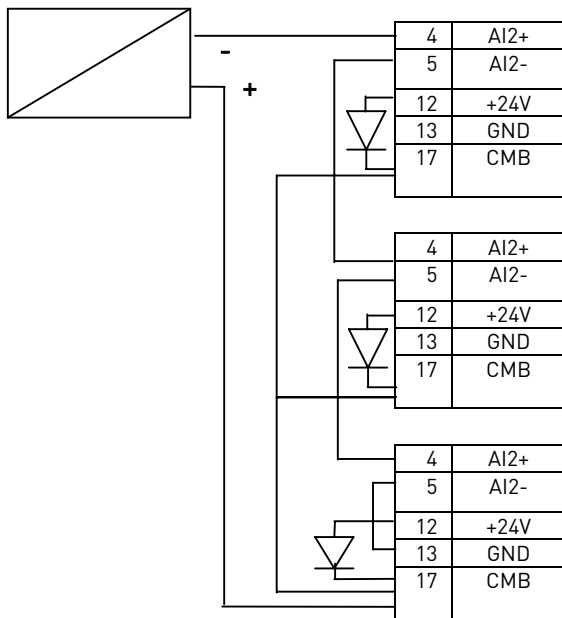 -
+
4 AI2+
5 AI2-
12 +24V
13 GND
17 CMB
4 AI2+
5 AI2-
12 +24V
13 GND
17 CMB
4 AI2+
5 AI2-
12 +24V
13 GND
17 CMB